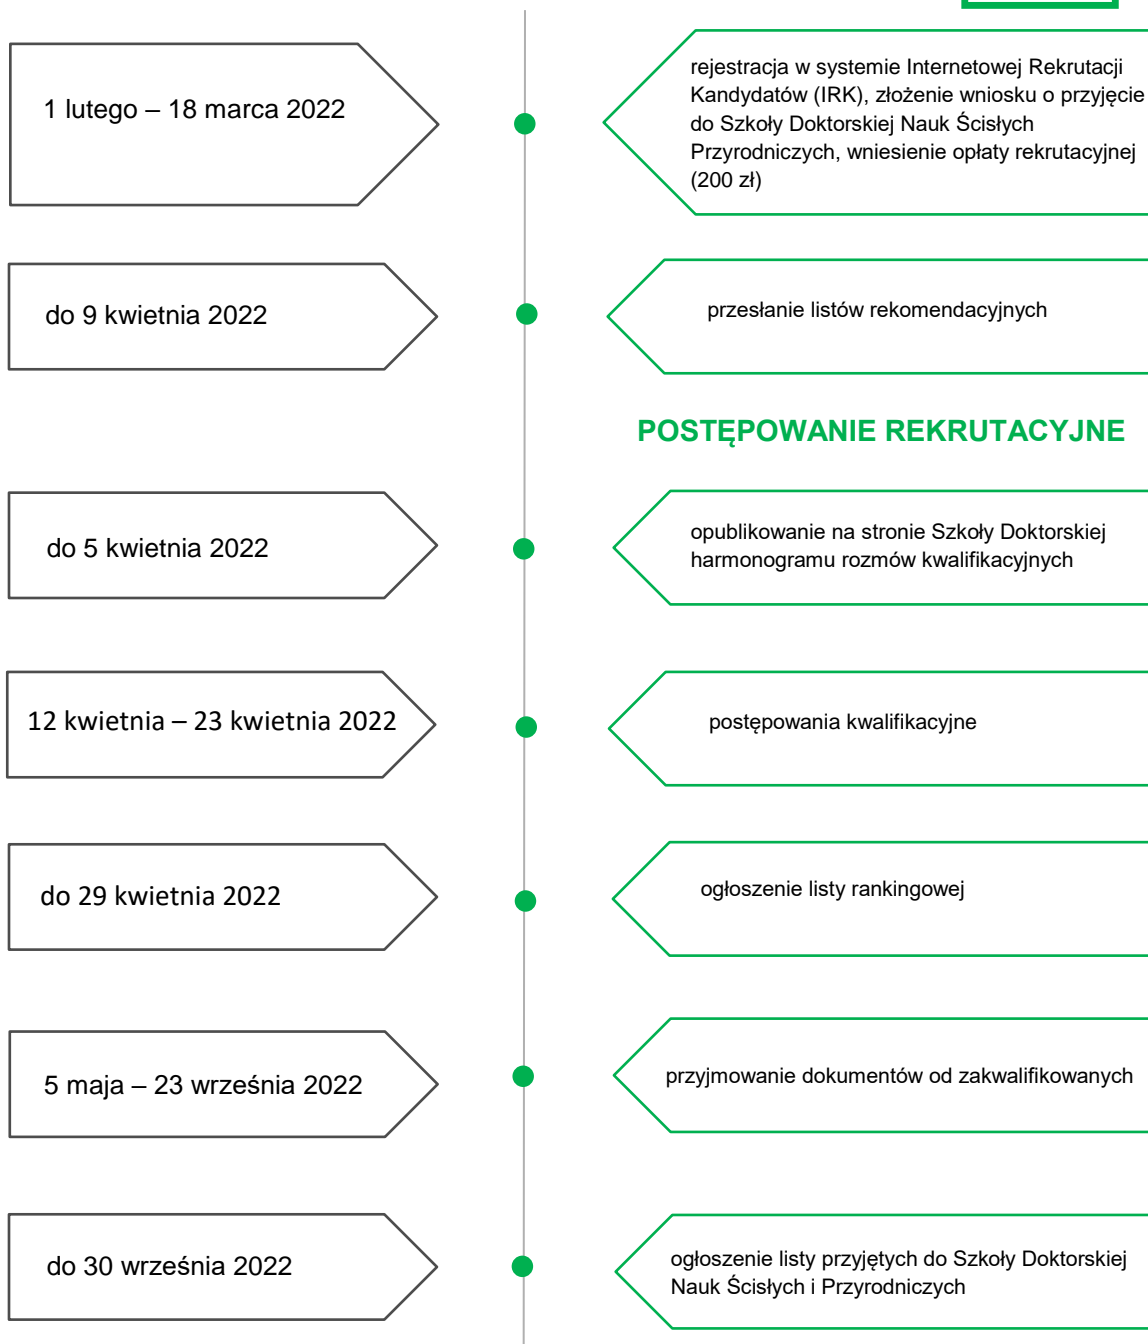 1 lutego – 18 marca 2022
rejestracja w systemie Internetowej Rekrutacji
Kandydatów (IRK), złożenie wniosku o przyjęcie
do Szkoły Doktorskiej Nauk Ścisłych
Przyrodniczych, wniesienie opłaty rekrutacyjnej
(200 zł)
do 9 kwietnia 2022
przesłanie listów rekomendacyjnych
POSTĘPOWANIE REKRUTACYJNE
do 5 kwietnia 2022
opublikowanie na stronie Szkoły Doktorskiej
harmonogramu rozmów kwalifikacyjnych
12 kwietnia – 23 kwietnia 2022
postępowania kwalifikacyjne
do 29 kwietnia 2022
ogłoszenie listy rankingowej
5 maja – 23 września 2022
przyjmowanie dokumentów od zakwalifikowanych
do 30 września 2022
ogłoszenie listy przyjętych do Szkoły Doktorskiej
Nauk Ścisłych i Przyrodniczych